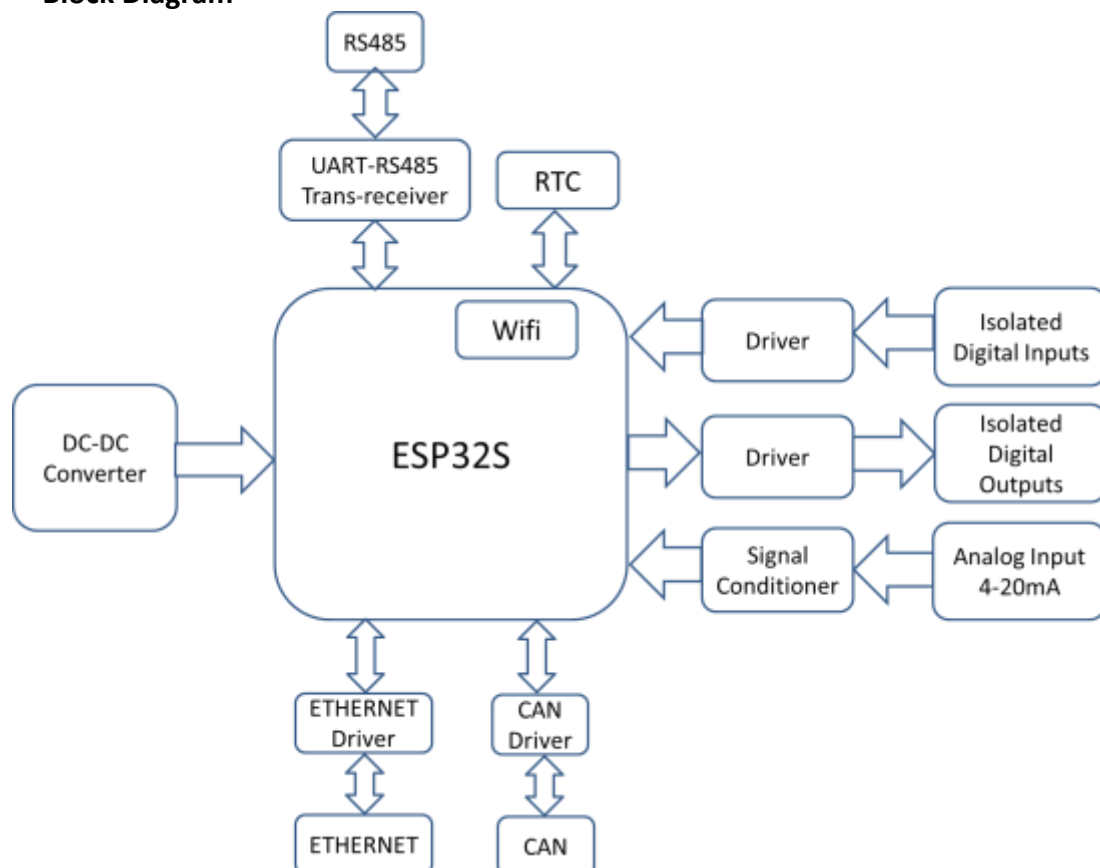 Block Diagram
RS485
UART-RS485
Trans-receiver
RTC
Wifi
Driver
Isolated
Digital Inputs
DC-DC
Converter
ESP32S
Driver
Isolated
Digital
Outputs
Signal
Conditioner
Analog Input
4-20mA
ETHERNET
Driver
CAN
Driver
ETHERNET
CAN